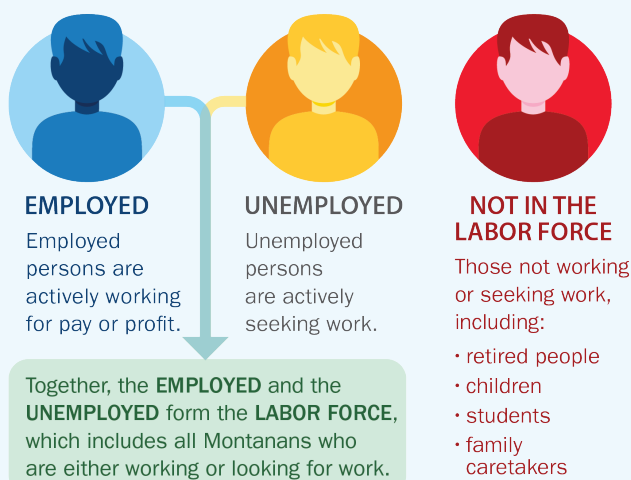 EMPLOYED
Employed
persons are
actively working
for pay or profit.
UNEMPLOYED
Unemployed
persons
are actively
seeking work.
NOT IN THE
LABOR FORCE
Those not working
or seeking work,
including:
• retired people
• children
• students
• family
caretakers
Together, the EMPLOYED and the
UNEMPLOYED form the LABOR FORCE,
which includes all Montanans who
are either working or looking for work.